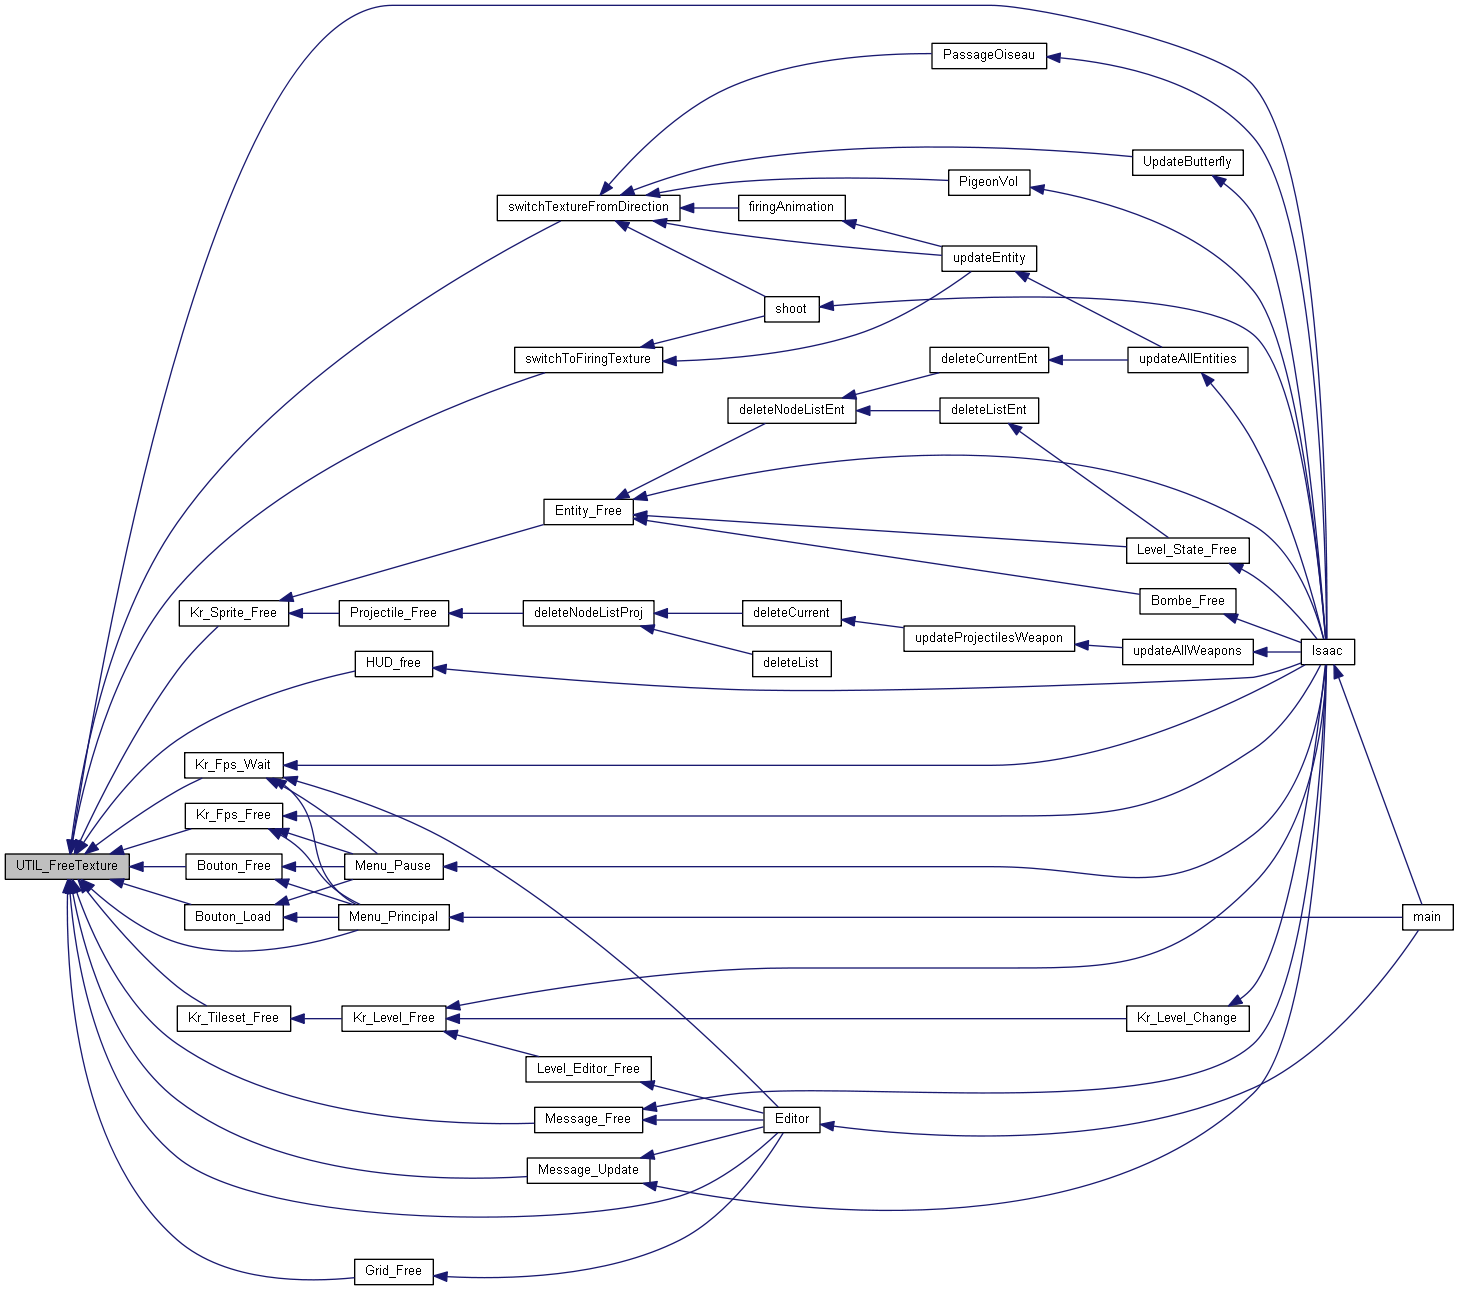 PassageOiseau
UpdateButterfly
PigeonVol
switchTextureFromDirection
firingAnimation
updateEntity
shoot
switchToFiringTexture
deleteCurrentEnt
updateAllEntities
deleteNodeListEnt
deleteListEnt
Entity_Free
Level_State_Free
Bombe_Free
Kr_Sprite_Free
Projectile_Free
deleteNodeListProj
deleteCurrent
updateProjectilesWeapon
updateAllWeapons
Isaac
HUD_free
deleteList
Kr_Fps_Wait
Kr_Fps_Free
UTIL_FreeTexture
Bouton_Free
Menu_Pause
Bouton_Load
Menu_Principal
main
Kr_Tileset_Free
Kr_Level_Free
Kr_Level_Change
Level_Editor_Free
Message_Free
Editor
Message_Update
Grid_Free